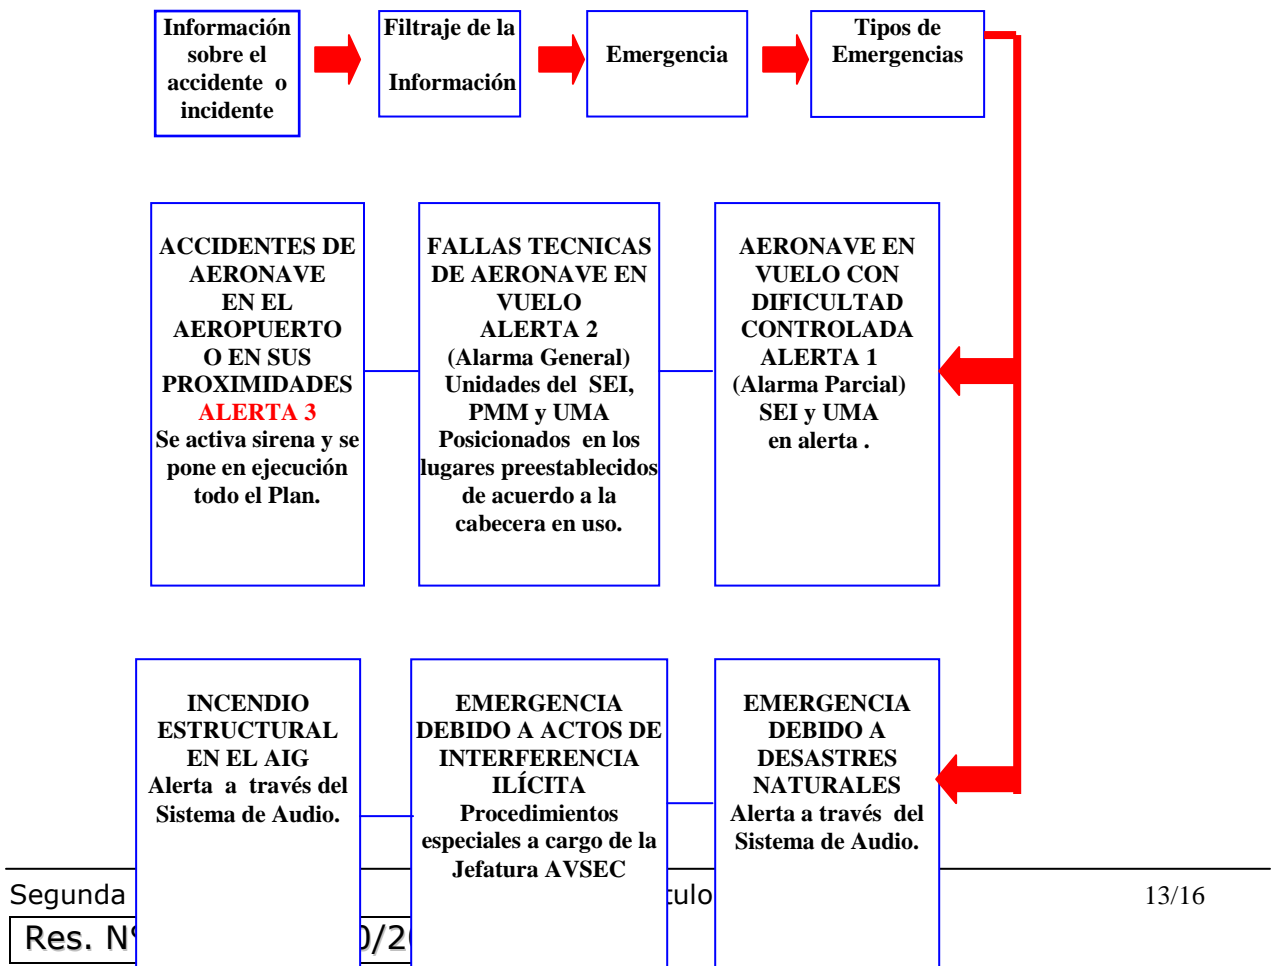 Información
sobre el
accidente o
incidente
Filtraje de la
Información
Emergencia
Tipos de
Emergencias
ACCIDENTES DE
AERONAVE
EN EL
AEROPUERTO
O EN SUS
PROXIMIDADES
ALERTA 3
Se activa sirena y se
pone en ejecución
todo el Plan.
FALLAS TECNICAS
DE AERONAVE EN
VUELO
ALERTA 2
(Alarma General)
Unidades del SEI,
PMM y UMA
Posicionados en los
lugares preestablecidos
de acuerdo a la
cabecera en uso.
AERONAVE EN
VUELO CON
DIFICULTAD
CONTROLADA
ALERTA 1
(Alarma Parcial)
SEI y UMA
en alerta .
INCENDIO
ESTRUCTURAL
EN EL AIG
Alerta a través del
Sistema de Audio.
EMERGENCIA
DEBIDO A ACTOS DE
INTERFERENCIA
ILÍCITA
Procedimientos
especiales a cargo de la
Jefatura AVSEC
EMERGENCIA
DEBIDO A
DESASTRES
NATURALES
Alerta a través del
Sistema de Audio.
Segunda 13/16
Res. N°